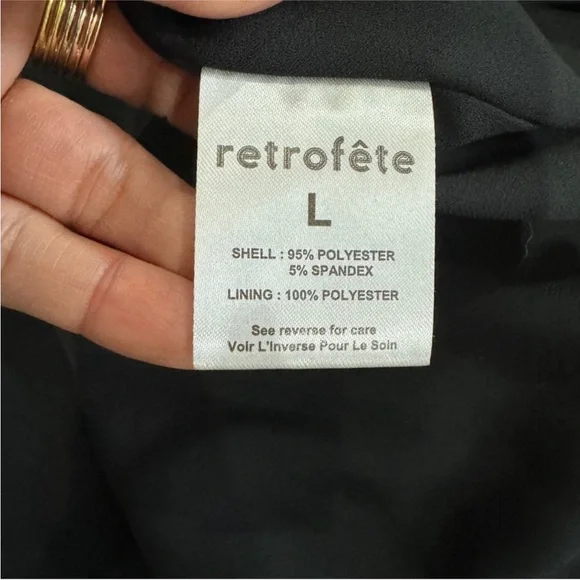 retrofête
L
SHELL : 95% POLYESTER
5% SPANDEX
LINING : 100% POLYESTER
See reverse for care
Voir L'Inverse Pour Le Soin